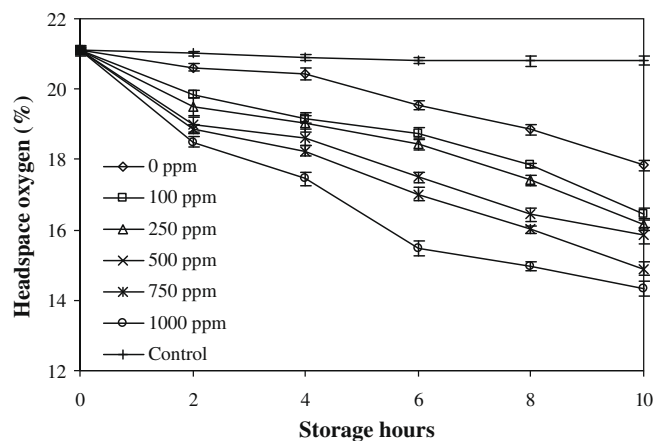 22
20
18
16
14
12
Headspace oxygen (%)
0 ppm
100 ppm
250 ppm
500 ppm
750 ppm
1000 ppm
Control
0 2 4 6 8 10
Storage hours